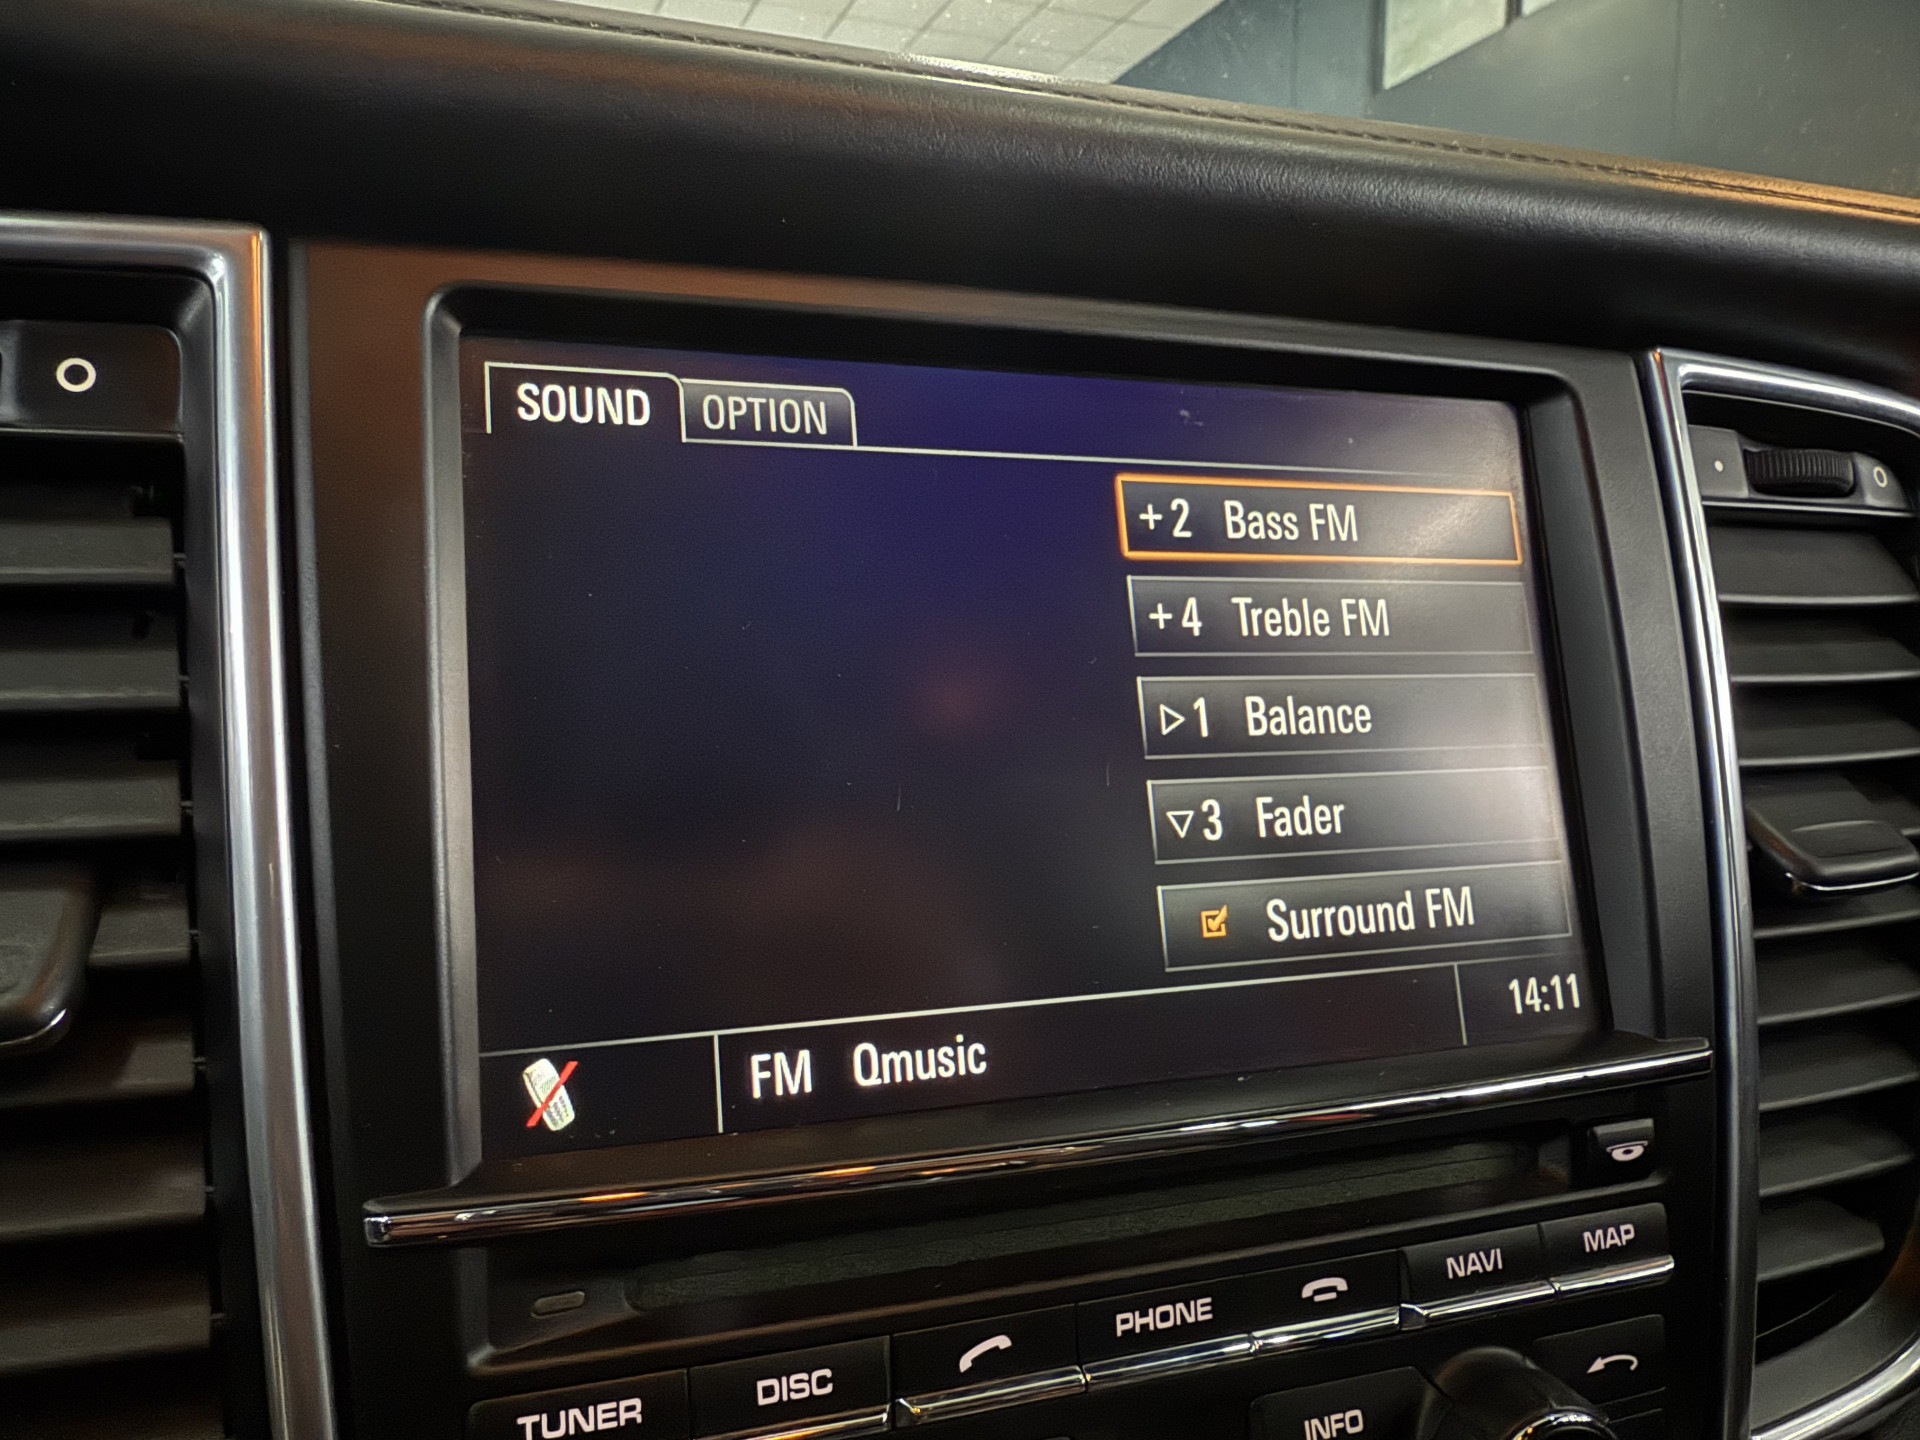 SOUND OPTION
+2 Bass FM
+4 Treble FM
▷1 Balance
▽3 Fader
☑ Surround FM
14:11
FM Qmusic
MAP
NAVI
PHONE
DISC
TUNER
INFO